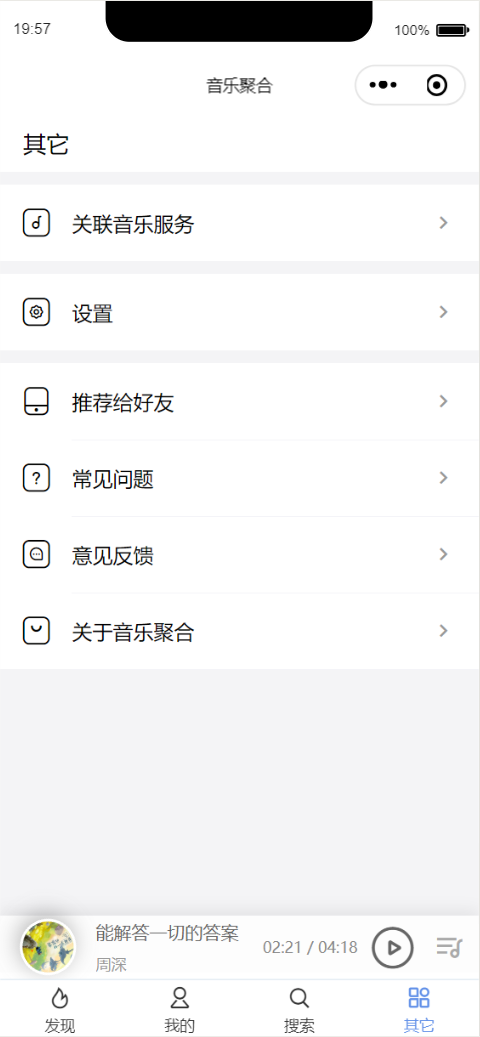 19:57
100%
音乐聚合
其它
关联音乐服务
设置
推荐给好友
常见问题
意见反馈
关于音乐聚合
能解答一切的答案
02:21 / 04:18
周深
发现
我的
搜索
其它